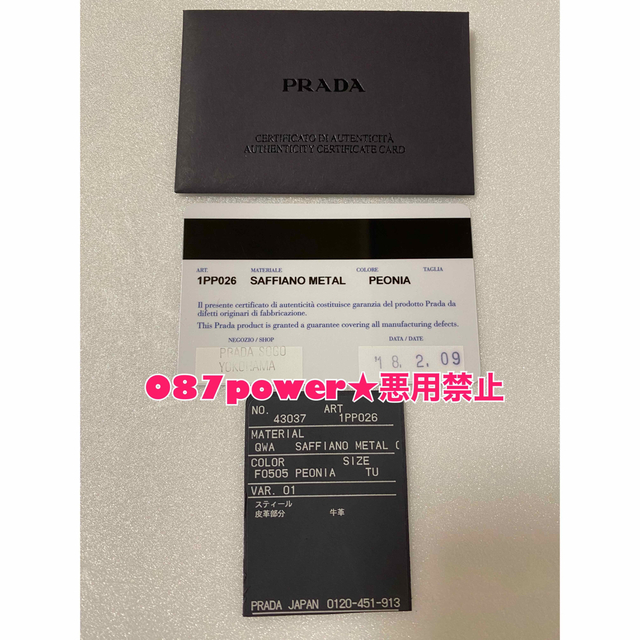 PRADA
CERTIFICATO DI AUTENTICITÀ
AUTHENTICITY CERTIFICATE CARD
ART. MATERIALE COLORE TAGLIA
1PP026 SAFFIANO METAL PEONIA
Il presente certificato di autenticità costituisce garanzia del prodotto Prada da
difetti originari di fabbricazione.
This Prada product is granted a guarantee covering all manufacturing defects.
NEGOZIO / SHOP DATA / DATE
PRADA SOGO
YOKOHAMA
'18. 2. 09
087power★悪用禁止
NO. ART
43037 1PP026
MATERIAL
QWA SAFFIANO METAL (
COLOR SIZE
F0505 PEONIA TU
VAR. 01
スティール
皮革部分 牛革
PRADA JAPAN 0120-451-913